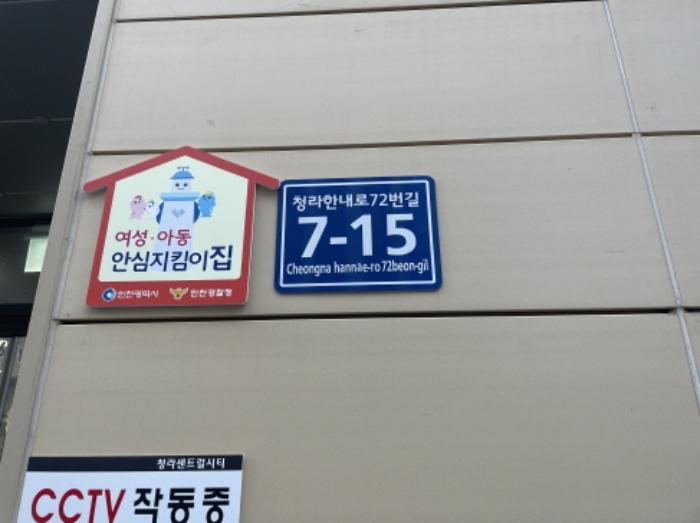 여성·아동
안심지킴이집
인천광역시 인천경찰청
청라한내로72번길
7-15
Cheongna hannae-ro 72beon-gil
청라센트럴시티
CCTV 작동중